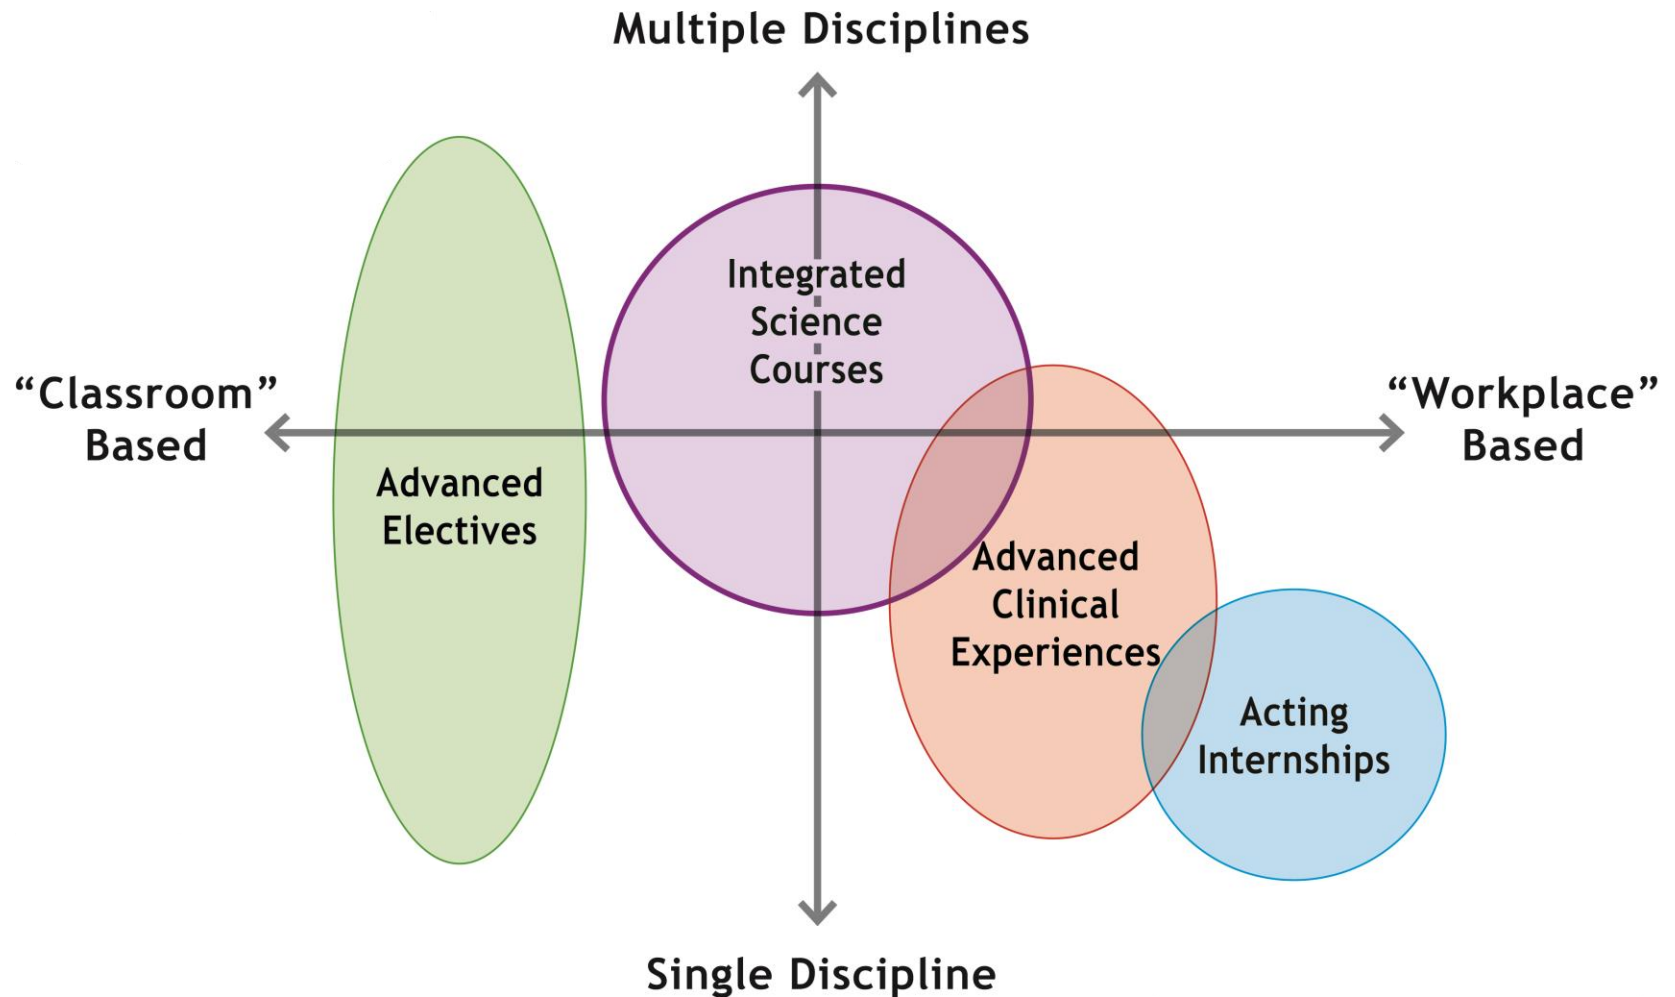 Multiple Disciplines
Integrated
Science
Courses
“Classroom”
Based
“Workplace”
Based
Advanced
Electives
Advanced
Clinical
Experiences
Acting
Internships
Single Discipline